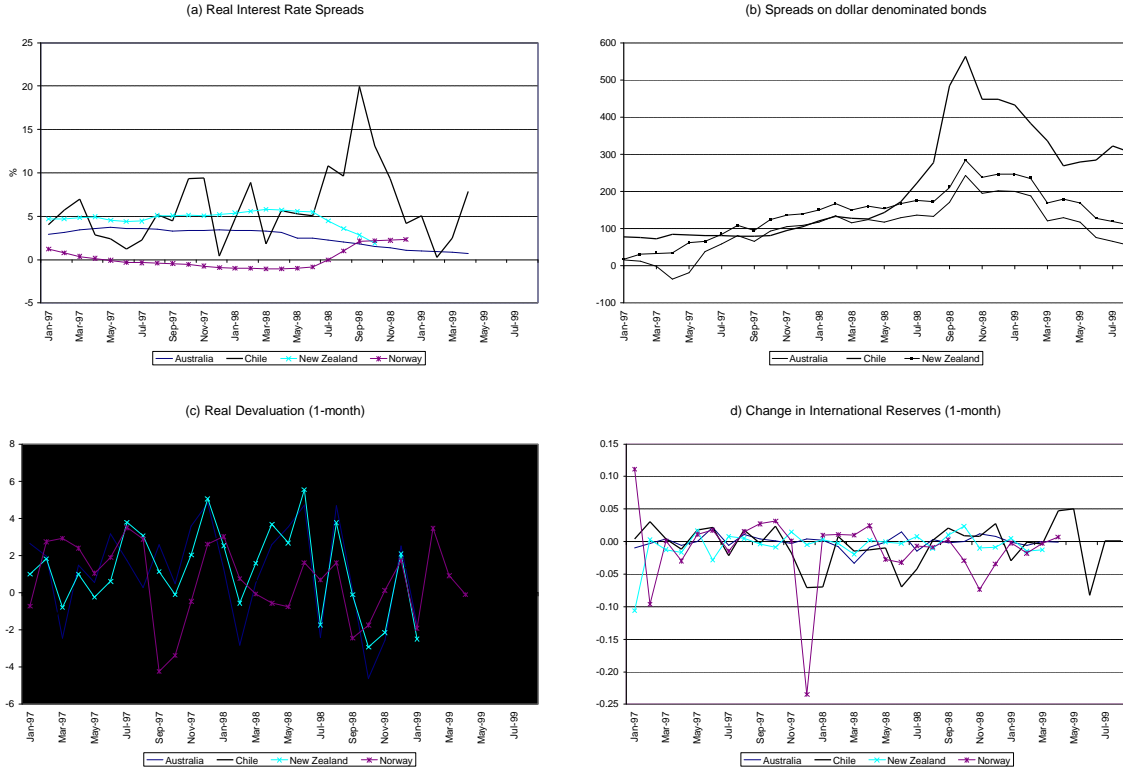 (a) Real Interest Rate Spreads
25
20
15
10
5
0
-5
%
Jan-97
Mar-97
May-97
Jul-97
Sep-97
Nov-97
Jan-98
Mar-98
May-98
Jul-98
Sep-98
Nov-98
Jan-99
Mar-99
May-99
Jul-99
Australia Chile New Zealand Norway
(b) Spreads on dollar denominated bonds
600
500
400
300
200
100
0
-100
Jan-97
Mar-97
May-97
Jul-97
Sep-97
Nov-97
Jan-98
Mar-98
May-98
Jul-98
Sep-98
Nov-98
Jan-99
Mar-99
May-99
Jul-99
Australia Chile New Zealand
(c) Real Devaluation (1-month)
8
6
4
2
0
-2
-4
-6
Jan-97
Mar-97
May-97
Jul-97
Sep-97
Nov-97
Jan-98
Mar-98
May-98
Jul-98
Sep-98
Nov-98
Jan-99
Mar-99
May-99
Jul-99
Australia Chile New Zealand Norway
d) Change in International Reserves (1-month)
0.15
0.10
0.05
0.00
-0.05
-0.10
-0.15
-0.20
-0.25
Jan-97
Mar-97
May-97
Jul-97
Sep-97
Nov-97
Jan-98
Mar-98
May-98
Jul-98
Sep-98
Nov-98
Jan-99
Mar-99
May-99
Jul-99
Australia Chile New Zealand Norway